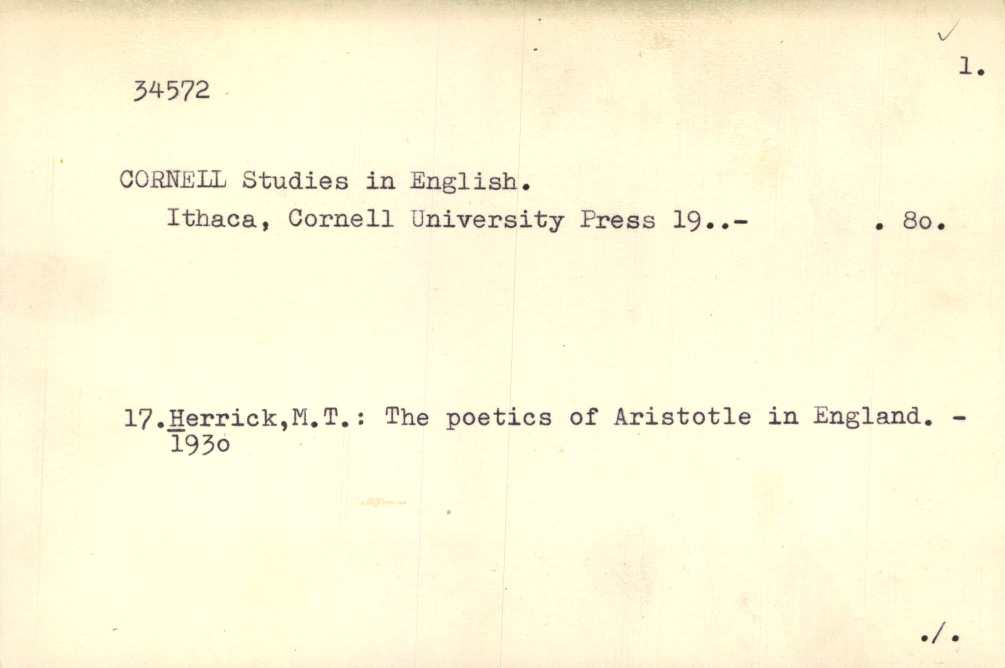 1.
34572
CORNELL Studies in English.
Ithaca, Cornell University Press 19..-          . 8o.
17.Herrick,M.T.: The poetics of Aristotle in England. -
193o
./.